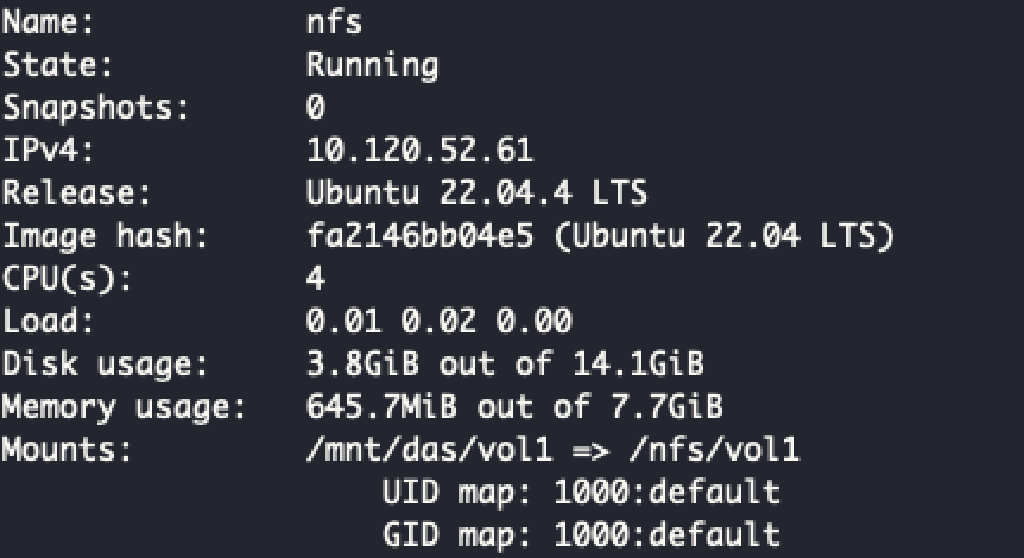 Name:           nfs
State:          Running
Snapshots:      0
IPv4:           10.120.52.61
Release:        Ubuntu 22.04.4 LTS
Image hash:     fa2146bb04e5 (Ubuntu 22.04 LTS)
CPU(s):         4
Load:           0.01 0.02 0.00
Disk usage:     3.8GiB out of 14.1GiB
Memory usage:   645.7MiB out of 7.7GiB
Mounts:         /mnt/das/vol1 => /nfs/vol1
                    UID map: 1000:default
                    GID map: 1000:default